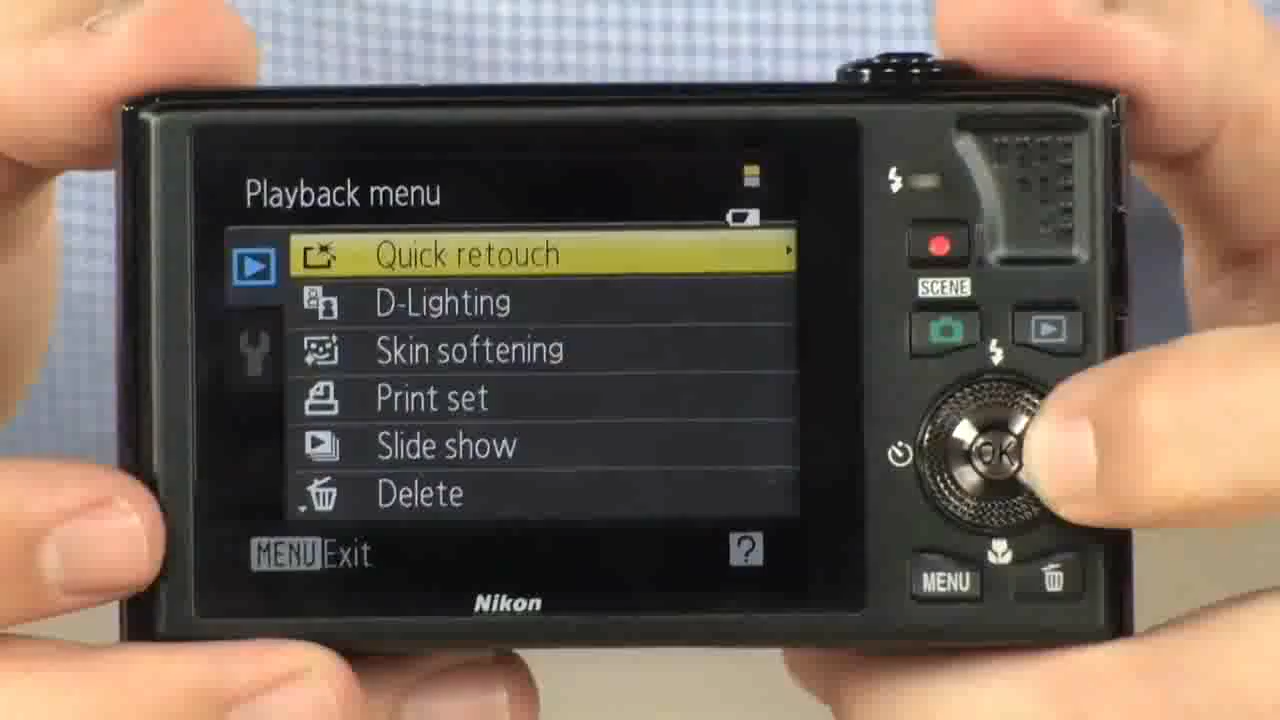 Playback menu
Quick retouch
D-Lighting
Skin softening
Print set
Slide show
Delete
MENU Exit
?
Nikon
SCENE
OK
MENU